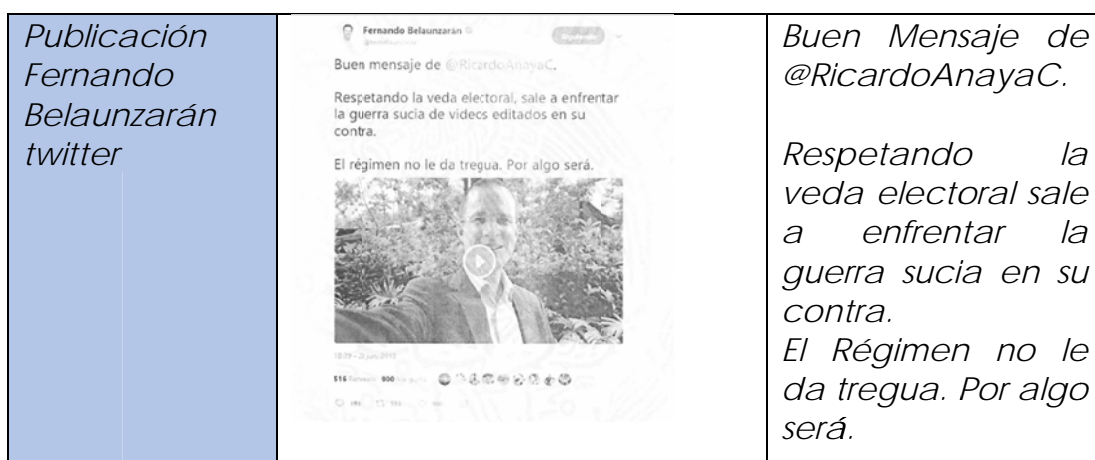 Publicación
Fernando
Belaunzarán
twitter
Fernando Belaunzarán
Siguiendo
Buen mensaje de @RicardoAnayaC.
Respetando la veda electoral, sale a enfrentar
la guerra sucia de videos editados en su
contra.
El régimen no le da tregua. Por algo será.
516 900
Buen Mensaje de
@RicardoAnayaC.
Respetando la
veda electoral sale
a enfrentar la
guerra sucia en su
contra.
El Régimen no le
da tregua. Por algo
será.